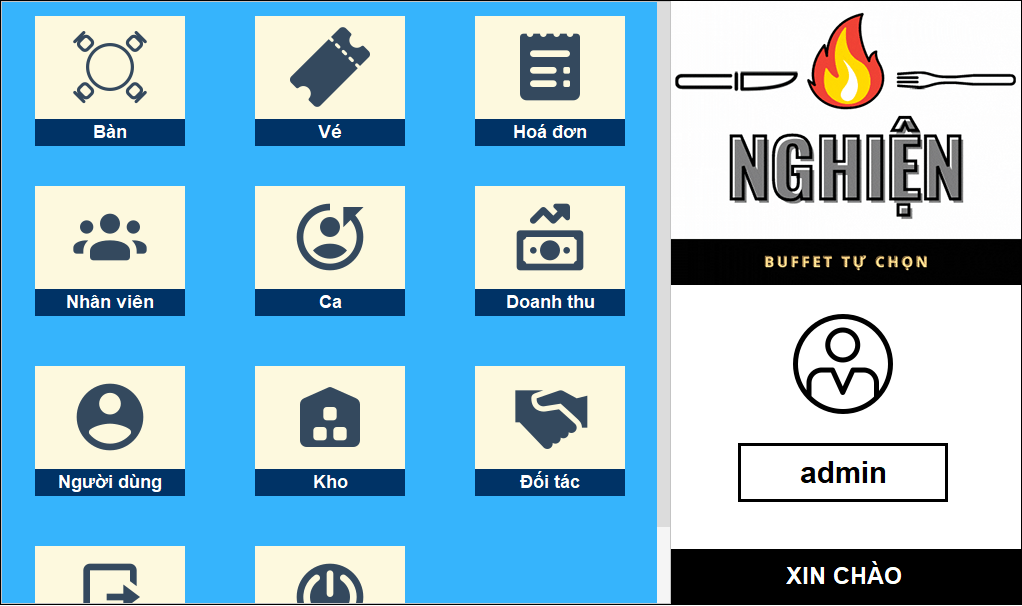 Bàn
Vé
Hoá đơn
Nhân viên
Ca
Doanh thu
Người dùng
Kho
Đối tác
NGHIỆN
BUFFET TỰ CHỌN
admin
XIN CHÀO